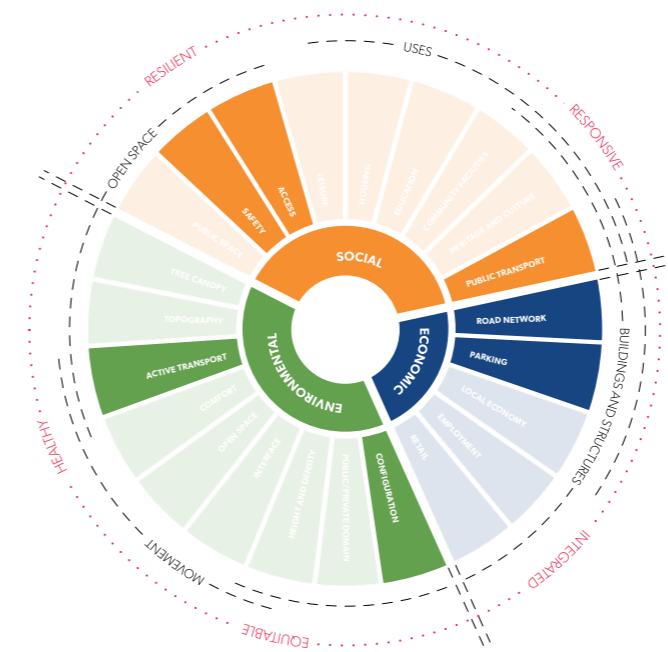 RESILIENT
RESPONSIVE
INTEGRATED
EQUITABLE
HEALTHY
USES
BUILDINGS AND STRUCTURES
MOVEMENT
OPEN SPACE
SOCIAL
PUBLIC SPACE
SAFETY
ACCESS
LEISURE
HOUSING
EDUCATION
COMMUNITY FACILITIES
HERITAGE AND CULTURE
PUBLIC TRANSPORT
ECONOMIC
ROAD NETWORK
PARKING
LOCAL ECONOMY
EMPLOYMENT
RETAIL
ENVIRONMENTAL
CONFIGURATION
PUBLIC/PRIVATE DOMAIN
HEIGHT AND DENSITY
INTERFACE
OPEN SPACE
COMFORT
ACTIVE TRANSPORT
TOPOGRAPHY
TREE CANOPY